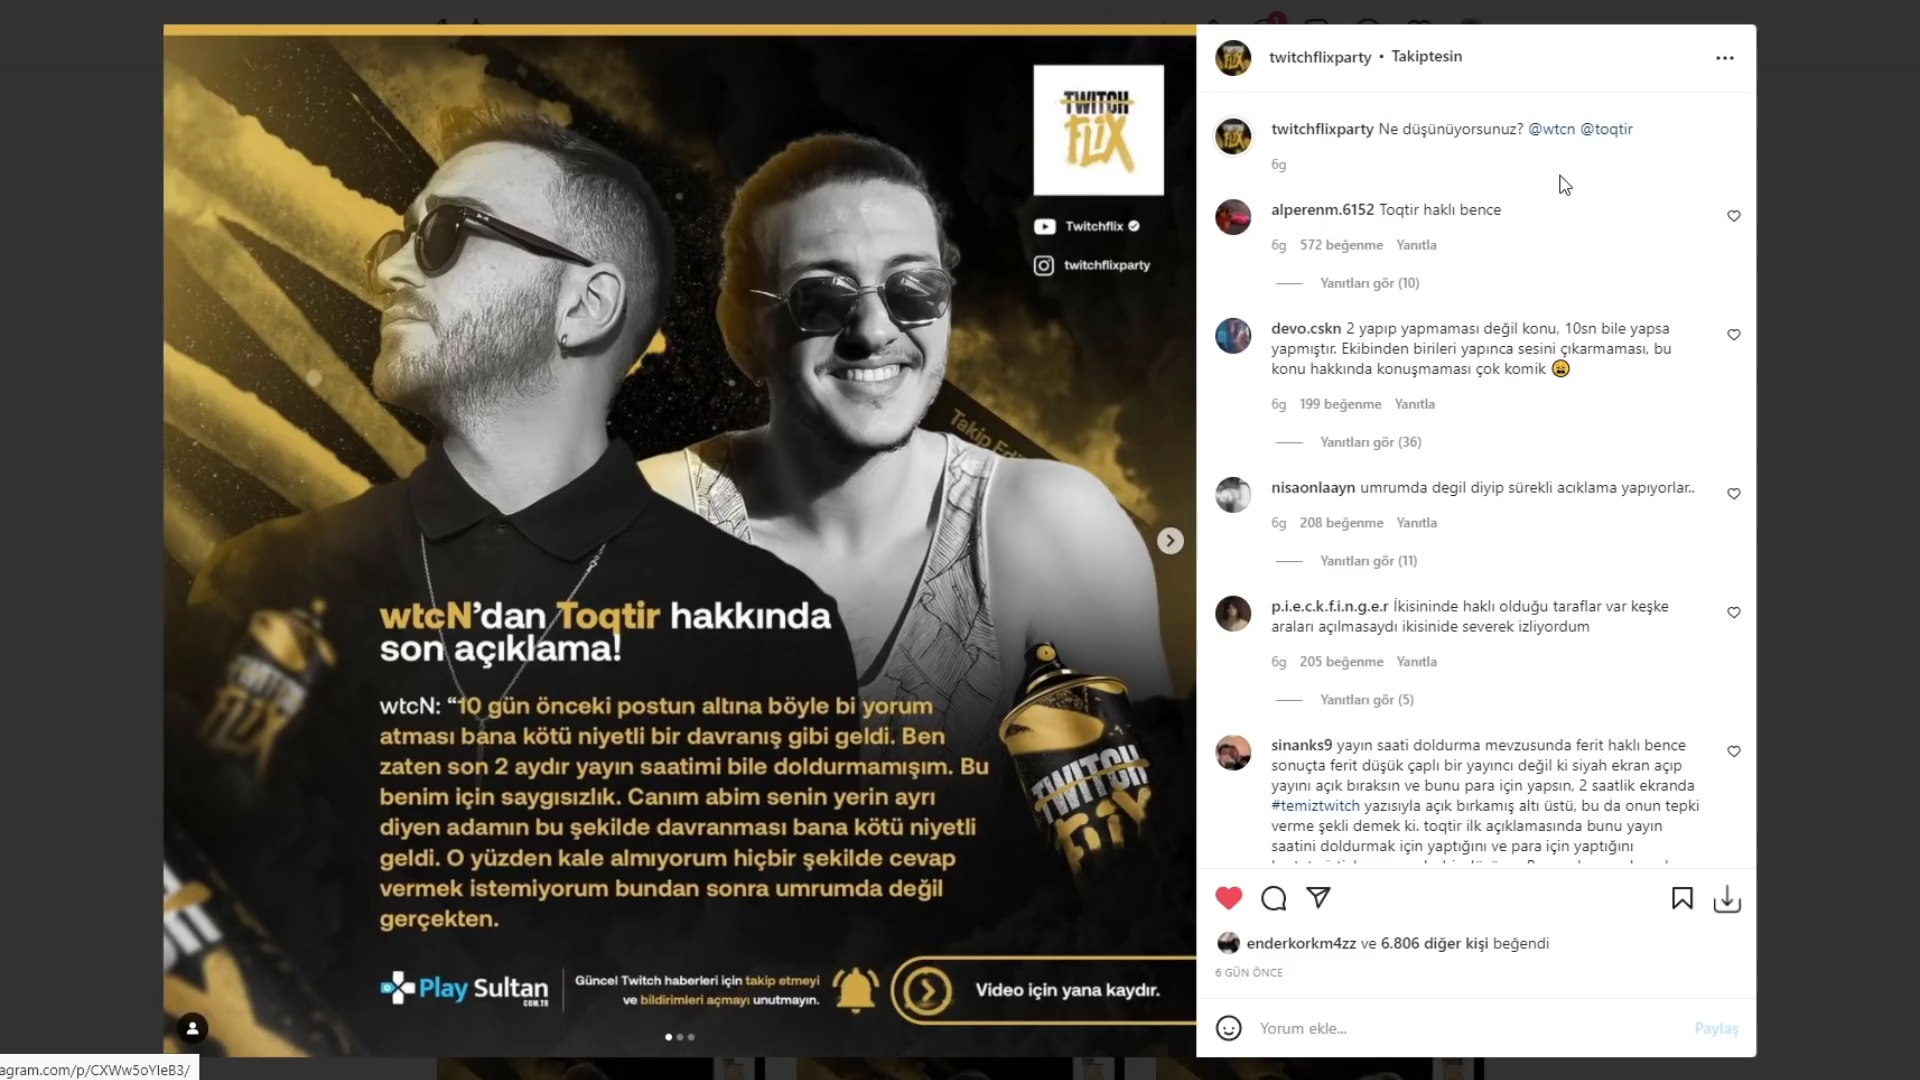 TWITCH
FLIX
Twitchflix
twitchflixparty
Takip Edi
wtcN'dan Toqtir hakkında
son açıklama!
wtcN: “10 gün önceki postun altına böyle bi yorum
atması bana kötü niyetli bir davranış gibi geldi. Ben
zaten son 2 aydır yayın saatimi bile doldurmamışım. Bu
benim için saygısızlık. Canım abim senin yerin ayrı
diyen adamın bu şekilde davranması bana kötü niyetli
geldi. O yüzden kale almıyorum hiçbir şekilde cevap
vermek istemiyorum bundan sonra umrumda değil
gerçekten.
TWITCH
FLIX
TWITCH
FLIX
Play Sultan
COM.TR
Güncel Twitch haberleri için takip etmeyi
ve bildirimleri açmayı unutmayın.
Video için yana kaydır.
twitchflixparty • Takiptesin
twitchflixparty Ne düşünüyorsunuz? @wtcn @toqtir
6g
alperenm.6152 Toqtir haklı bence
6g 572 beğenme Yanıtla
Yanıtları gör (10)
devo.cskn 2 yapıp yapmaması değil konu, 10sn bile yapsa
yapmıştır. Ekibinden birileri yapınca sesini çıkarmaması, bu
konu hakkında konuşmaması çok komik 😩
6g 199 beğenme Yanıtla
Yanıtları gör (36)
nisaonlaayn umrumda degil diyip sürekli acıklama yapıyorlar..
6g 208 beğenme Yanıtla
Yanıtları gör (11)
p.i.e.c.k.f.i.n.g.e.r İkisininde haklı olduğu taraflar var keşke
araları açılmasaydı ikisinide severek izliyordum
6g 205 beğenme Yanıtla
Yanıtları gör (5)
sinanks9 yayın saati doldurma mevzusunda ferit haklı bence
sonuçta ferit düşük çaplı bir yayıncı değil ki siyah ekran açıp
yayını açık bıraksın ve bunu para için yapsın, 2 saatlik ekranda
#temiztwitch yazısıyla açık bırkamış altı üstü, bu da onun tepki
verme şekli demek ki. toqtir ilk açıklamasında bunu yayın
saatini doldurmak için yaptığını ve para için yaptığını
enderkorkm4zz ve 6.806 diğer kişi beğendi
6 GÜN ÖNCE
Yorum ekle...
Paylaş
agram.com/p/CXWw5oYIeB3/